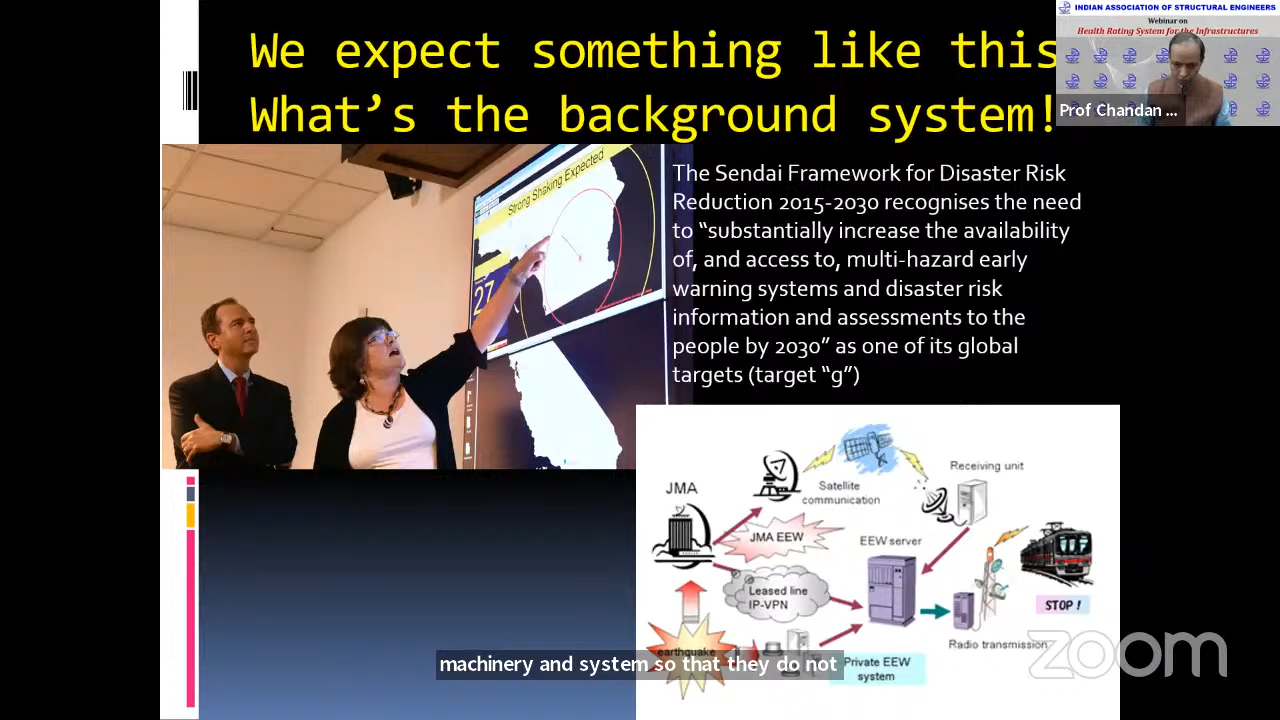 We expect something like this
What's the background system!
INDIAN ASSOCIATION OF STRUCTURAL ENGINEERS
Webinar on
Health Rating System for the Infrastructures
Prof Chandan ...
Strong Shaking Expected
27
The Sendai Framework for Disaster Risk
Reduction 2015-2030 recognises the need
to “substantially increase the availability
of, and access to, multi-hazard early
warning systems and disaster risk
information and assessments to the
people by 2030” as one of its global
targets (target “g”)
JMA
Satellite
communication
Receiving unit
JMA EEW
EEW server
Leased line
IP-VPN
STOP !
Radio transmission
earthquake
Private EEW
system
machinery and system so that they do not
zoom